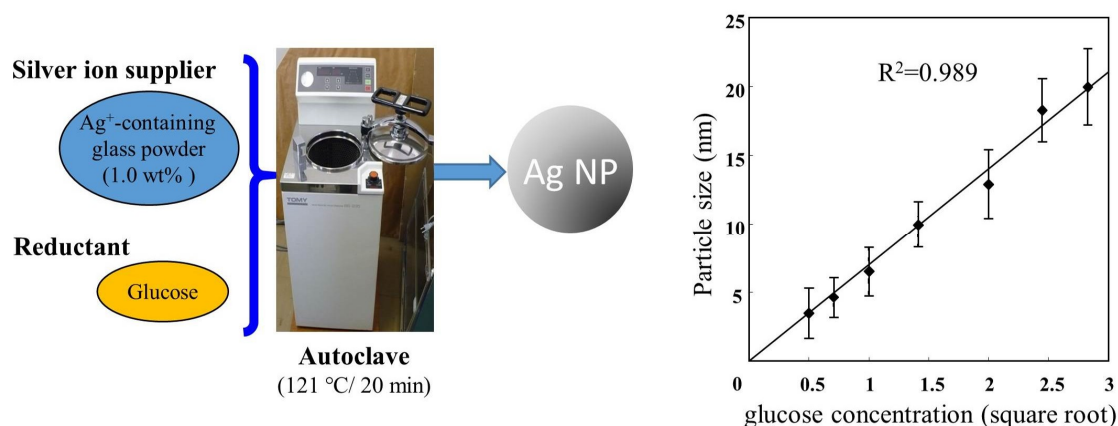 Silver ion supplier
Ag⁺-containing
glass powder
(1.0 wt% )
Reductant
Glucose
TOMY
Autoclave
(121 °C/ 20 min)
Ag NP
R²=0.989
Particle size (nm)
25
20
15
10
5
0
0.5
1
1.5
2
2.5
3
glucose concentration (square root)